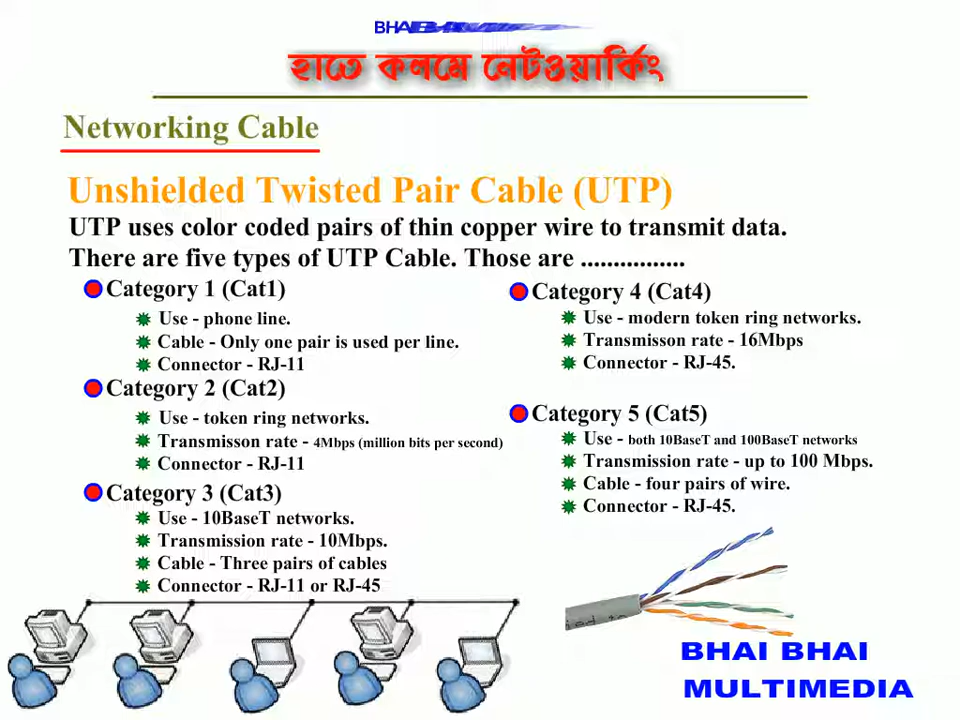 হাতে কলমে নেটওয়ার্কিং
Networking Cable
Unshielded Twisted Pair Cable (UTP)
UTP uses color coded pairs of thin copper wire to transmit data.
There are five types of UTP Cable. Those are ................
Category 1 (Cat1)
Use - phone line.
Cable - Only one pair is used per line.
Connector - RJ-11
Category 2 (Cat2)
Use - token ring networks.
Transmisson rate - 4Mbps (million bits per second)
Connector - RJ-11
Category 3 (Cat3)
Use - 10BaseT networks.
Transmission rate - 10Mbps.
Cable - Three pairs of cables
Connector - RJ-11 or RJ-45
Category 4 (Cat4)
Use - modern token ring networks.
Transmisson rate - 16Mbps
Connector - RJ-45.
Category 5 (Cat5)
Use - both 10BaseT and 100BaseT networks
Transmission rate - up to 100 Mbps.
Cable - four pairs of wire.
Connector - RJ-45.
BHAI BHAI
MULTIMEDIA